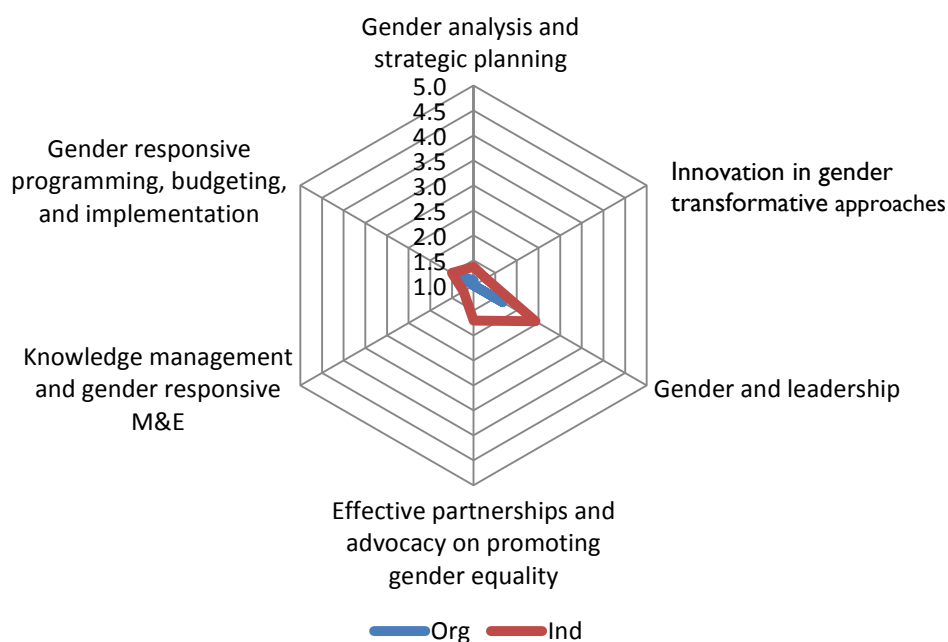 Gender analysis and
strategic planning
5.0
4.5
4.0
3.5
3.0
2.5
2.0
1.5
1.0
Innovation in gender
transformative approaches
Gender and leadership
Effective partnerships and
advocacy on promoting
gender equality
Knowledge management
and gender responsive
M&E
Gender responsive
programming, budgeting,
and implementation
Org
Ind